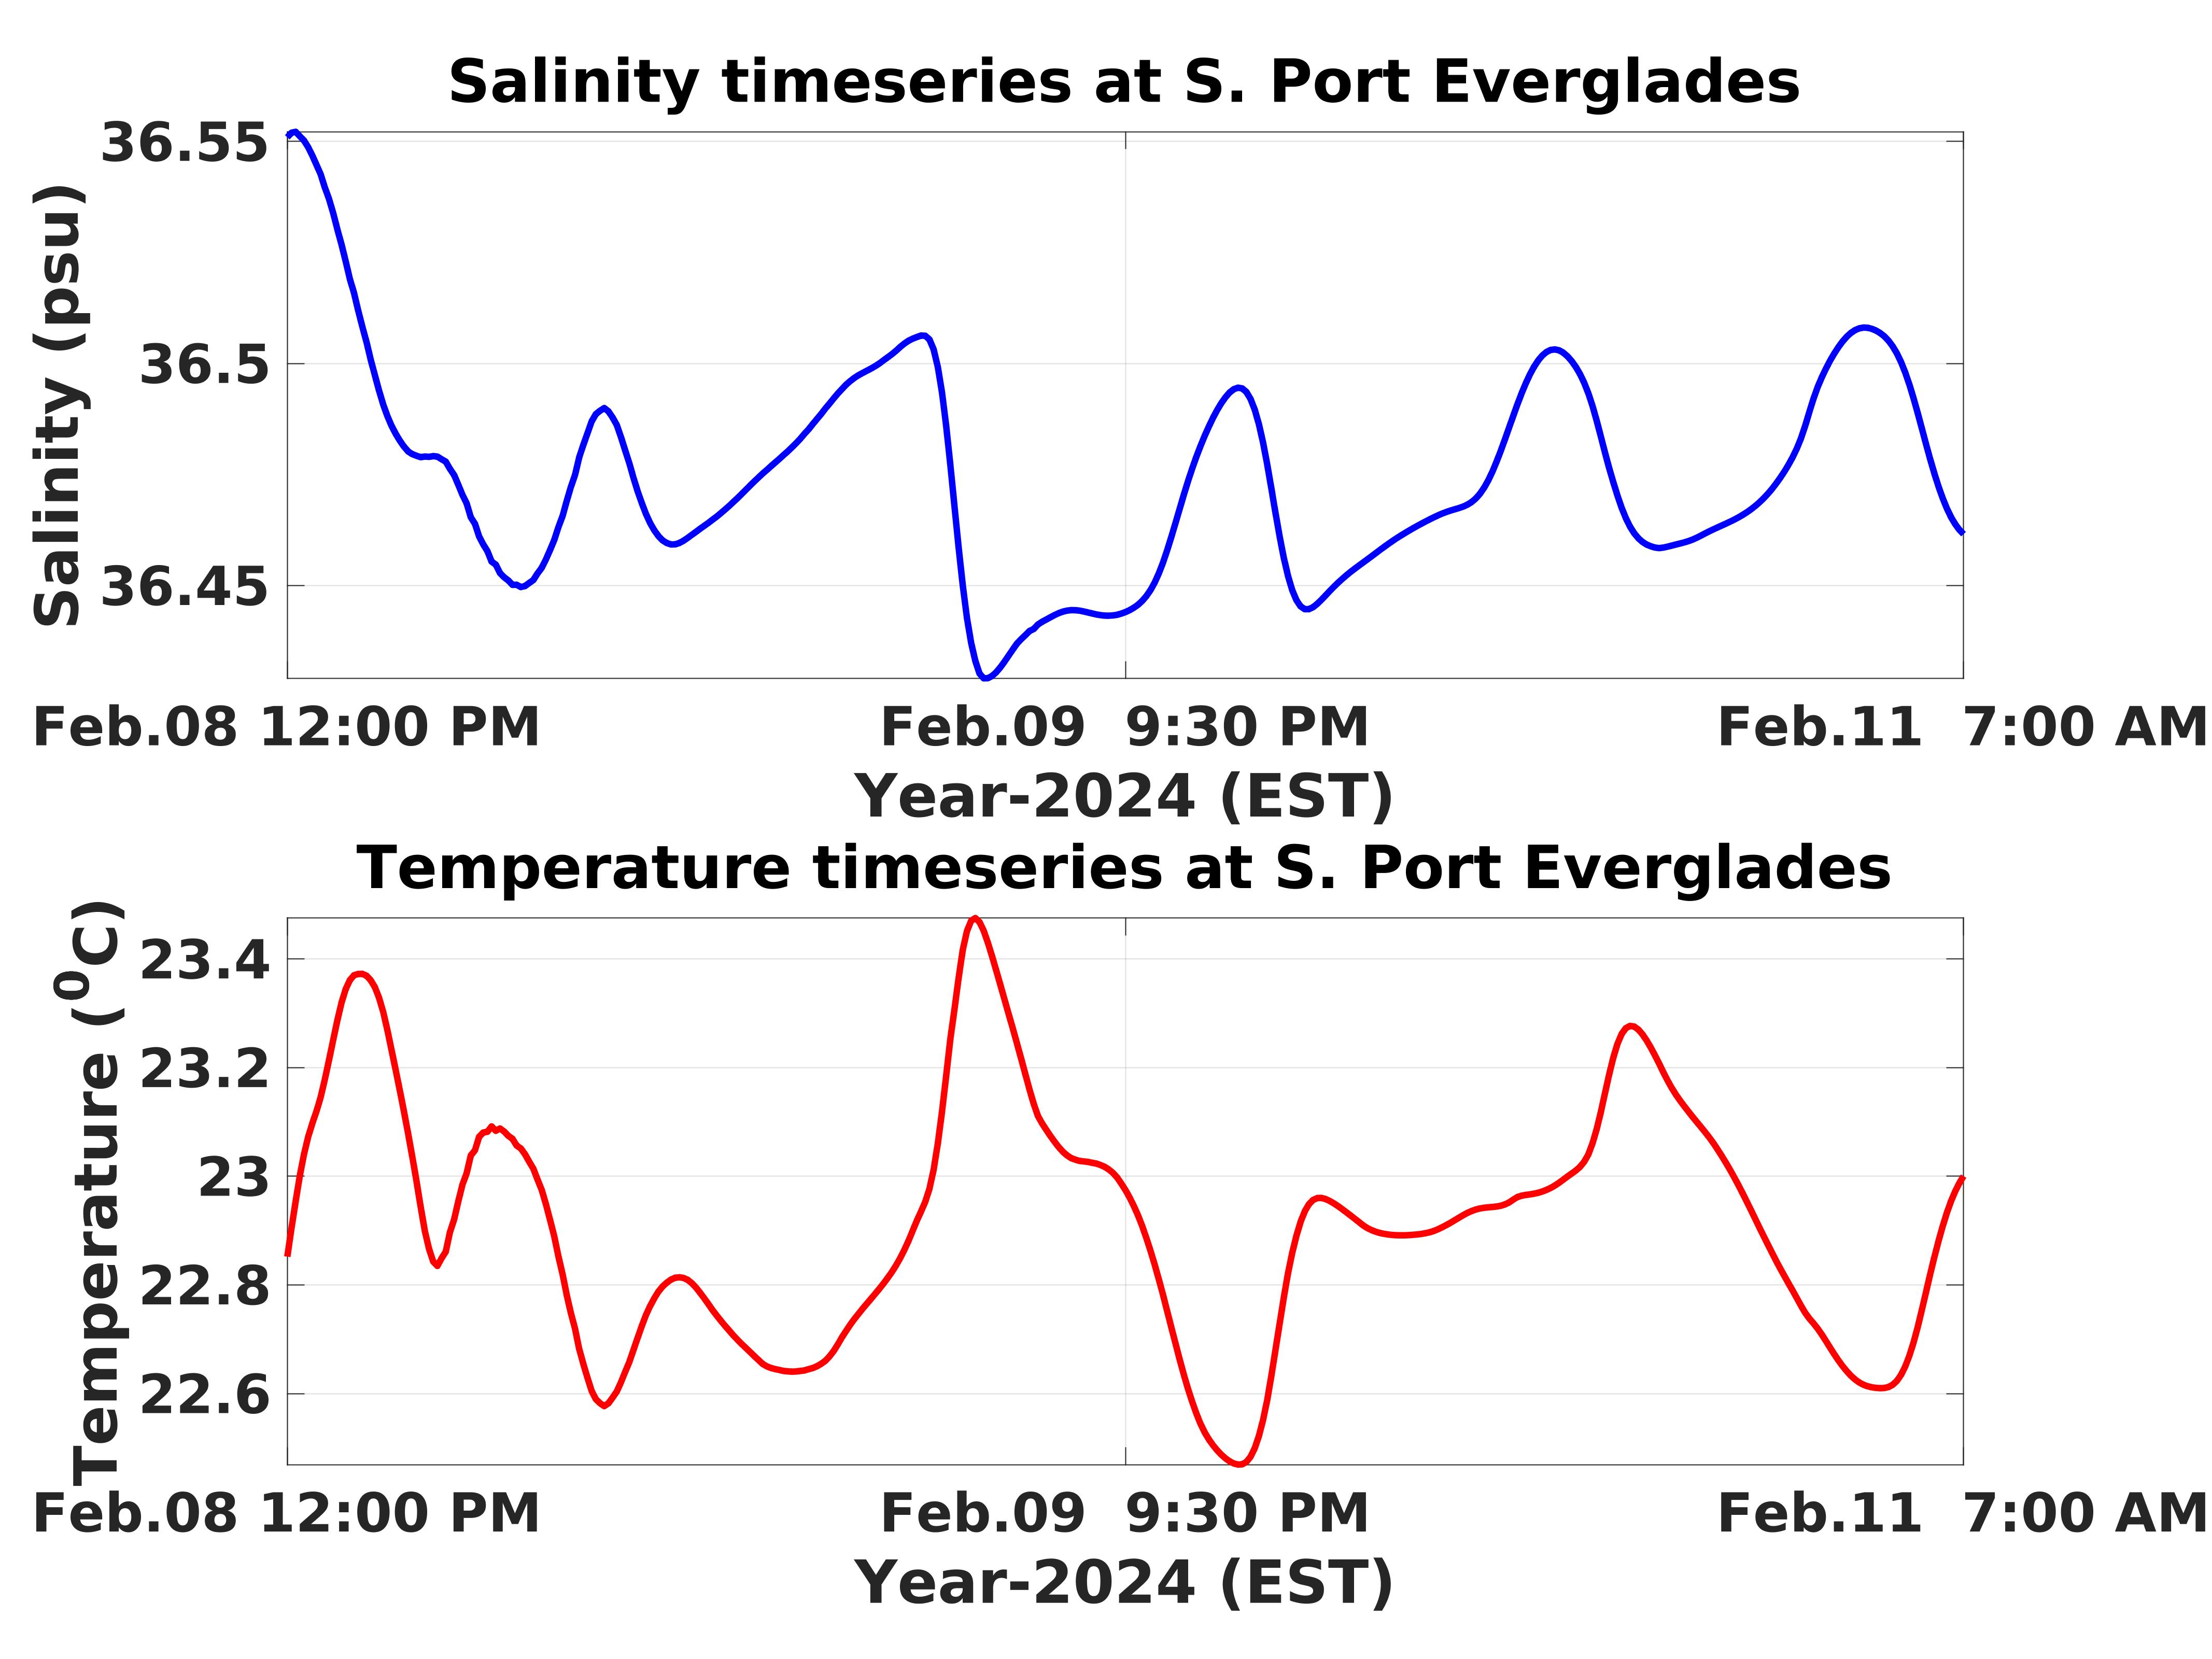 Salinity timeseries at S. Port Everglades
Salinity (psu)
36.55
36.5
36.45
Feb.08 12:00 PM
Feb.09  9:30 PM
Feb.11  7:00 AM
Year-2024 (EST)
Temperature timeseries at S. Port Everglades
Temperature (⁰C)
23.4
23.2
23
22.8
22.6
Feb.08 12:00 PM
Feb.09  9:30 PM
Feb.11  7:00 AM
Year-2024 (EST)